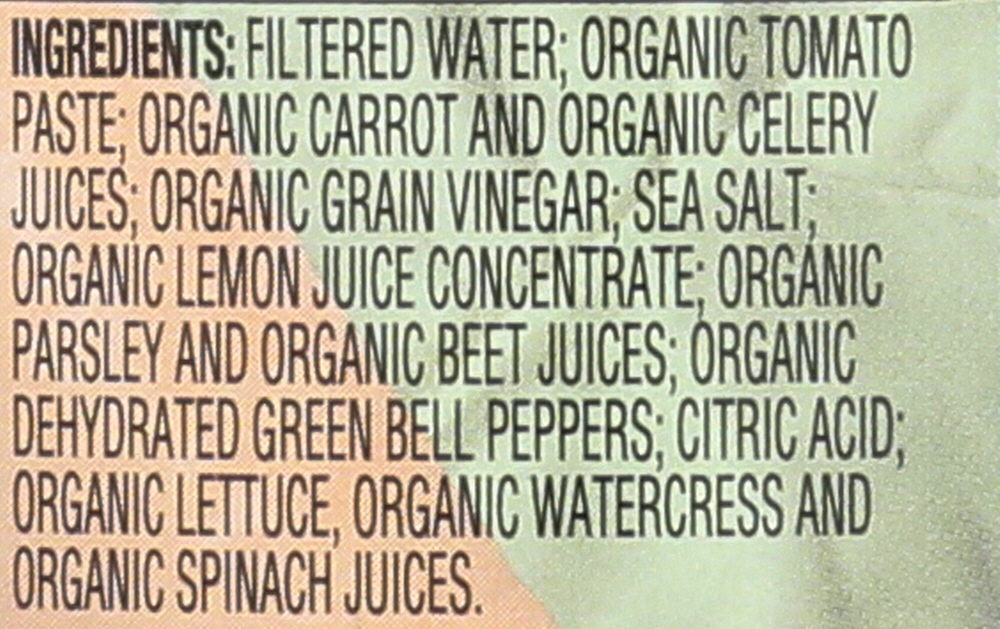 INGREDIENTS: FILTERED WATER; ORGANIC TOMATO
PASTE; ORGANIC CARROT AND ORGANIC CELERY
JUICES; ORGANIC GRAIN VINEGAR; SEA SALT;
ORGANIC LEMON JUICE CONCENTRATE; ORGANIC
PARSLEY AND ORGANIC BEET JUICES; ORGANIC
DEHYDRATED GREEN BELL PEPPERS; CITRIC ACID;
ORGANIC LETTUCE, ORGANIC WATERCRESS AND
ORGANIC SPINACH JUICES.